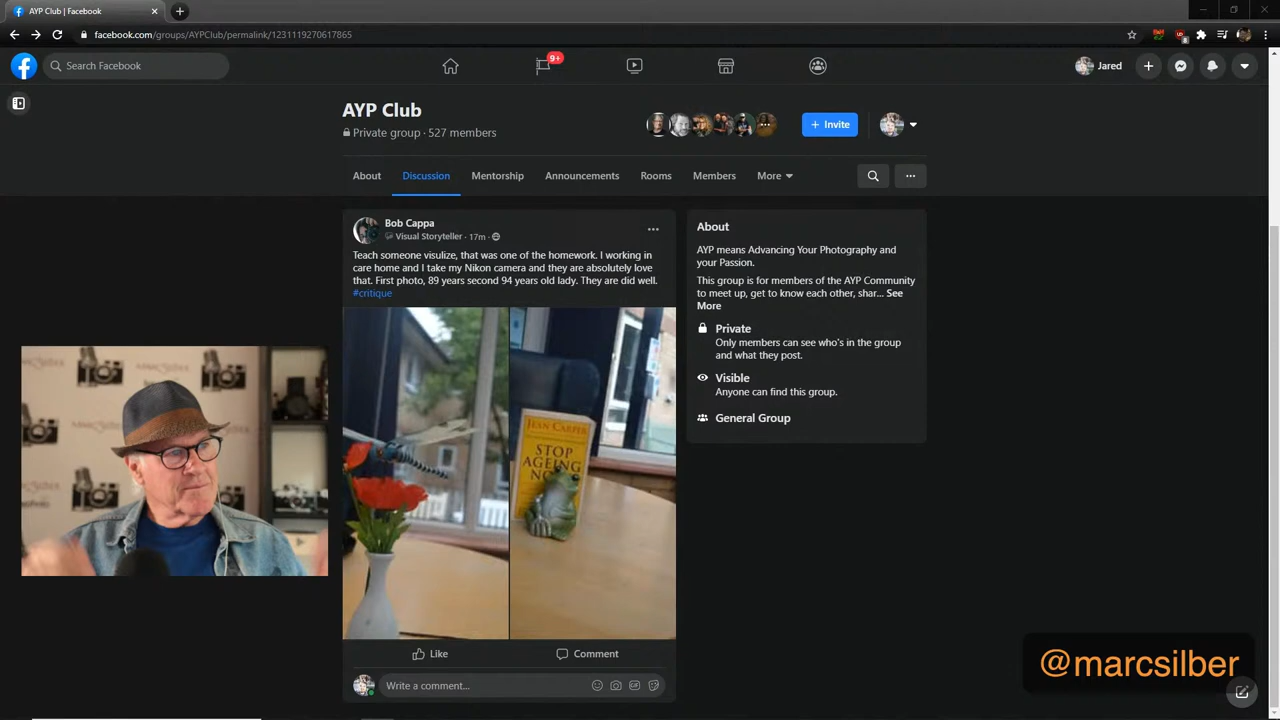 AYP Club | Facebook
facebook.com/groups/AYPClub/permalink/1231119270617865
Search Facebook
9+
Jared
AYP Club
Private group · 527 members
+ Invite
About
Discussion
Mentorship
Announcements
Rooms
Members
More
Bob Cappa
Visual Storyteller · 17m ·
Teach someone visulize, that was one of the homework. I working in
care home and I take my Nikon camera and they are absolutely love
that. First photo, 89 years second 94 years old lady. They are did well.
#critique
JEAN CARPER
STOP
AGEING
Like
Comment
Write a comment...
GIF
About
AYP means Advancing Your Photography and
your Passion.
This group is for members of the AYP Community
to meet up, get to know each other, shar... See
More
Private
Only members can see who's in the group
and what they post.
Visible
Anyone can find this group.
General Group
@marcsilber